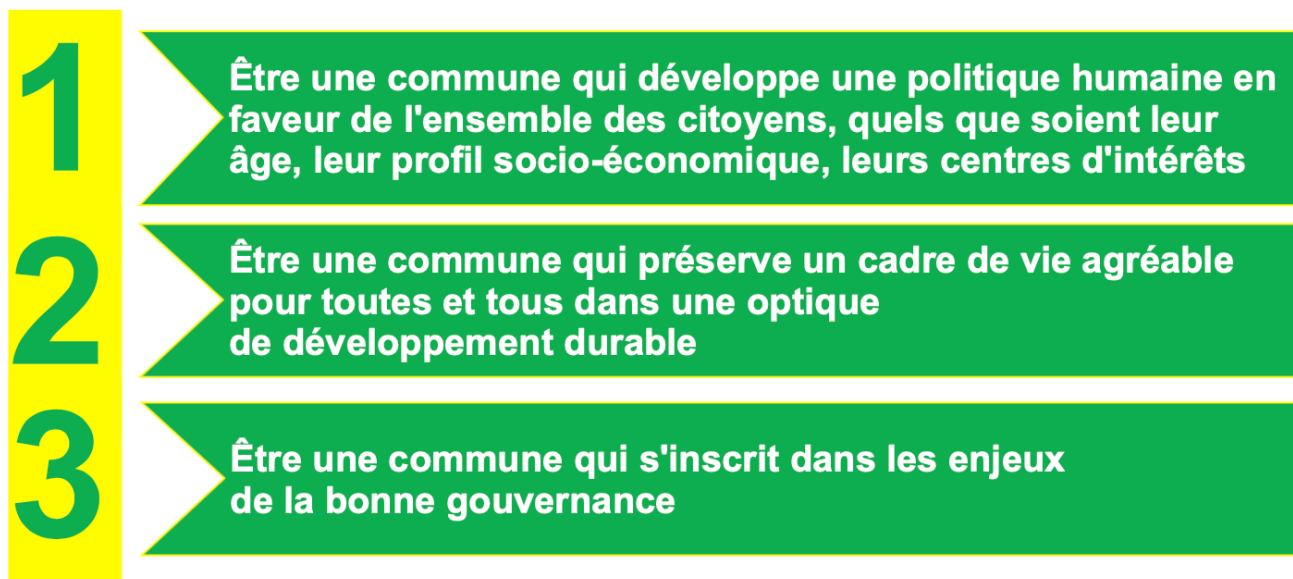 1
Être une commune qui développe une politique humaine en
faveur de l'ensemble des citoyens, quels que soient leur
âge, leur profil socio-économique, leurs centres d'intérêts
2
Être une commune qui préserve un cadre de vie agréable
pour toutes et tous dans une optique
de développement durable
3
Être une commune qui s'inscrit dans les enjeux
de la bonne gouvernance